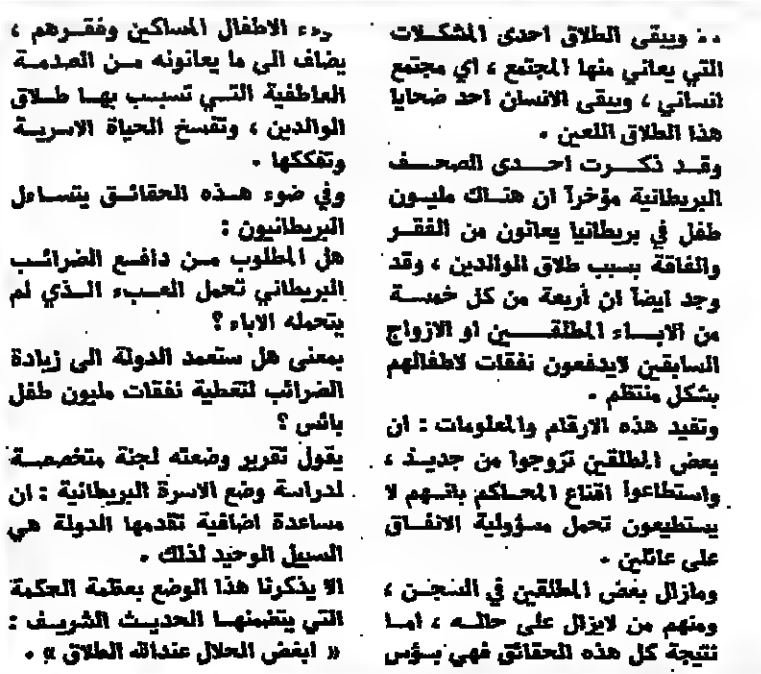 ويبقى الطلاق احدى المشكلات
التي يعاني منها المجتمع ، اي مجتمع
انساني ، ويبقى الانسان احد ضحايا
هذا الطلاق اللعين .
وقد ذكرت احدى الصحف
البريطانية مؤخرآ ان هناك مليون
طفل في بريطانيا يعانون من الفقر
والفاقة بسبب طلاق الوالدين ، وقد
وجد ايضآ ان أربعة من كل خمسة
من الاباء المطلقين او الازواج
السابقين لايدفعون نفقات لاطفالهم
بشكل منتظم .
وتفيد هذه الارقام والمعلومات : ان
بعض المطلقين تزوجوا من جديد ،
واستطاعوا اقناع المحاكم بانهم لا
يستطيعون تحمل مسؤولية الانفاق
على عائلين .
ومازال بعض المطلقين في السجن ،
ومنهم من لايزال على حاله ، اما
نتيجة كل هذه الحقائق فهي بؤس
الاطفال المساكين وفقرهم ،
يضاف الى ما يعانونه من الصدمة
العاطفية التي تسبب بها طلاق
الوالدين ، وتفسخ الحياة الاسرية
وتفككها .
وفي ضوء هذه الحقائق يتساءل
البريطانيون :
هل المطلوب من دافع الضرائب
البريطاني تحمل العبء الذي لم
يتحمله الاباء ؟
بمعنى هل ستعمد الدولة الى زيادة
الضرائب لتغطية نفقات مليون طفل
بائس ؟
يقول تقرير وضعته لجنة متخصصة
لدراسة وضع الاسرة البريطانية : ان
مساعدة اضافية تقدمها الدولة هي
السبيل الوحيد لذلك .
الا يذكرنا هذا الوضع بعظمة الحكمة
التي يتضمنها الحديث الشريف :
« ابغض الحلال عندالله الطلاق » .